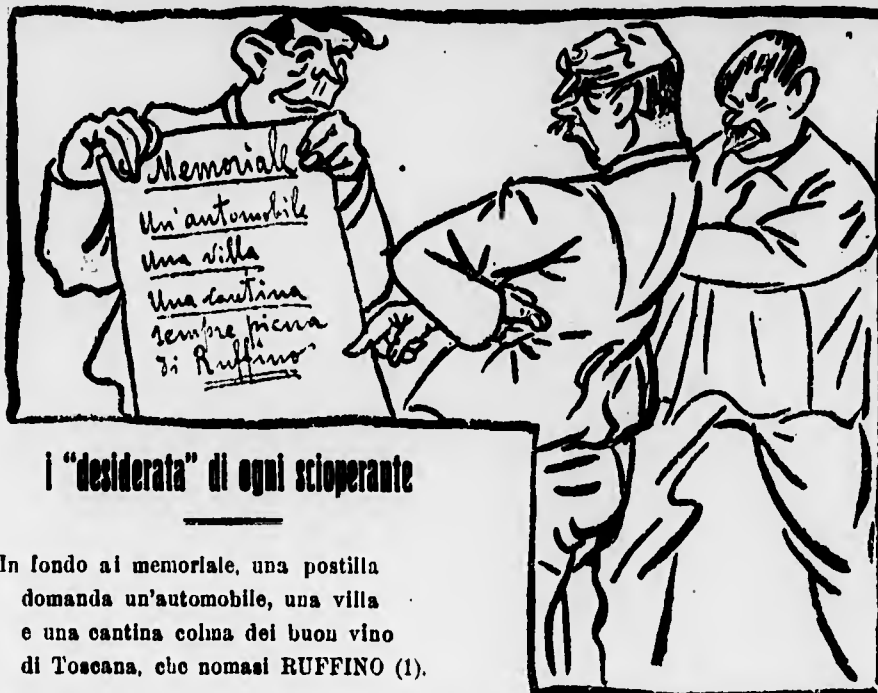 Memoriale
Un'automobile
una villa
Una cantina
sempre piena
di Ruffino
i "desiderata" di ogni scioperante
In fondo al memoriale, una postilla
domanda un'automobile, una villa
e una cantina colma del buon vino
di Toscana, che nomasi RUFFINO (1).